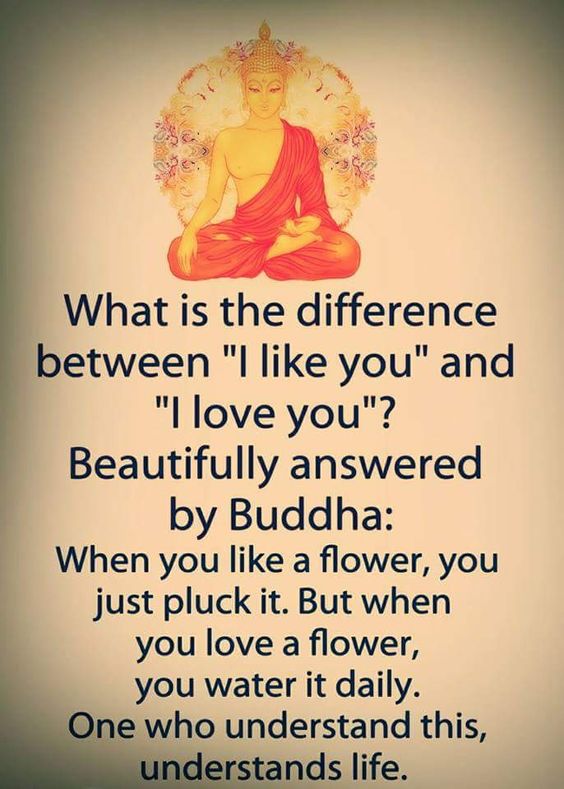 What is the difference
between "I like you" and
"I love you"?
Beautifully answered
by Buddha:
When you like a flower, you
just pluck it. But when
you love a flower,
you water it daily.
One who understand this,
understands life.